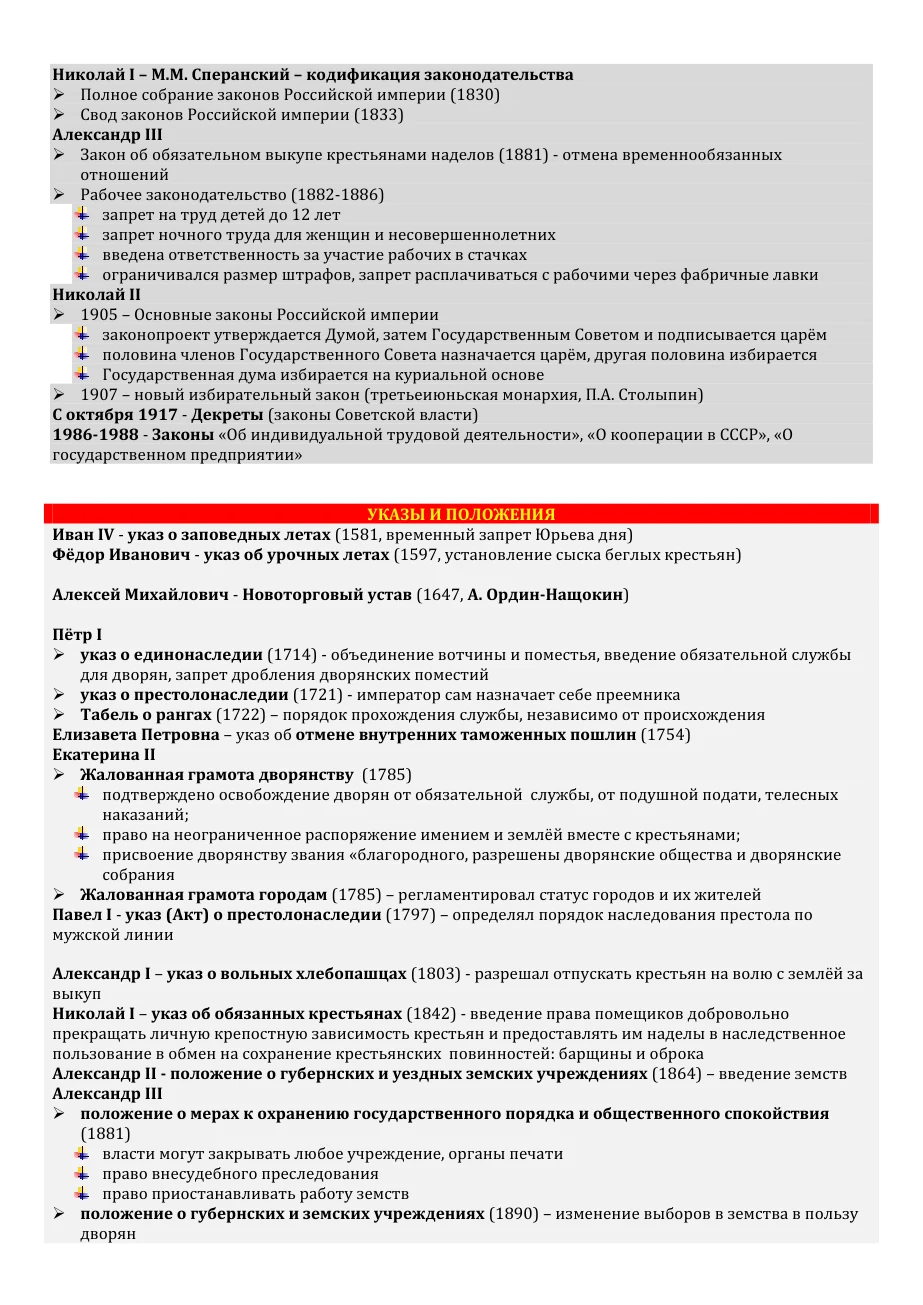 Николай I – М.М. Сперанский – кодификация законодательства
➢ Полное собрание законов Российской империи (1830)
➢ Свод законов Российской империи (1833)
Александр III
➢ Закон об обязательном выкупе крестьянами наделов (1881) - отмена временнообязанных
отношений
➢ Рабочее законодательство (1882-1886)
запрет на труд детей до 12 лет
запрет ночного труда для женщин и несовершеннолетних
введена ответственность за участие рабочих в стачках
ограничивался размер штрафов, запрет расплачиваться с рабочими через фабричные лавки
Николай II
➢ 1905 – Основные законы Российской империи
законопроект утверждается Думой, затем Государственным Советом и подписывается царём
половина членов Государственного Совета назначается царём, другая половина избирается
Государственная дума избирается на куриальной основе
➢ 1907 – новый избирательный закон (третьеиюньская монархия, П.А. Столыпин)
С октября 1917 - Декреты (законы Советской власти)
1986-1988 - Законы «Об индивидуальной трудовой деятельности», «О кооперации в СССР», «О
государственном предприятии»
УКАЗЫ И ПОЛОЖЕНИЯ
Иван IV - указ о заповедных летах (1581, временный запрет Юрьева дня)
Фёдор Иванович - указ об урочных летах (1597, установление сыска беглых крестьян)
Алексей Михайлович - Новоторговый устав (1647, А. Ордин-Нащокин)
Пётр I
➢ указ о единонаследии (1714) - объединение вотчины и поместья, введение обязательной службы
для дворян, запрет дробления дворянских поместий
➢ указ о престолонаследии (1721) - император сам назначает себе преемника
➢ Табель о рангах (1722) – порядок прохождения службы, независимо от происхождения
Елизавета Петровна – указ об отмене внутренних таможенных пошлин (1754)
Екатерина II
➢ Жалованная грамота дворянству (1785)
подтверждено освобождение дворян от обязательной службы, от подушной подати, телесных
наказаний;
право на неограниченное распоряжение имением и землёй вместе с крестьянами;
присвоение дворянству звания «благородного, разрешены дворянские общества и дворянские
собрания
➢ Жалованная грамота городам (1785) – регламентировал статус городов и их жителей
Павел I - указ (Акт) о престолонаследии (1797) – определял порядок наследования престола по
мужской линии
Александр I – указ о вольных хлебопашцах (1803) - разрешал отпускать крестьян на волю с землёй за
выкуп
Николай I – указ об обязанных крестьянах (1842) - введение права помещиков добровольно
прекращать личную крепостную зависимость крестьян и предоставлять им наделы в наследственное
пользование в обмен на сохранение крестьянских повинностей: барщины и оброка
Александр II - положение о губернских и уездных земских учреждениях (1864) – введение земств
Александр III
➢ положение о мерах к охранению государственного порядка и общественного спокойствия
(1881)
власти могут закрывать любое учреждение, органы печати
право внесудебного преследования
право приостанавливать работу земств
➢ положение о губернских и земских учреждениях (1890) – изменение выборов в земства в пользу
дворян